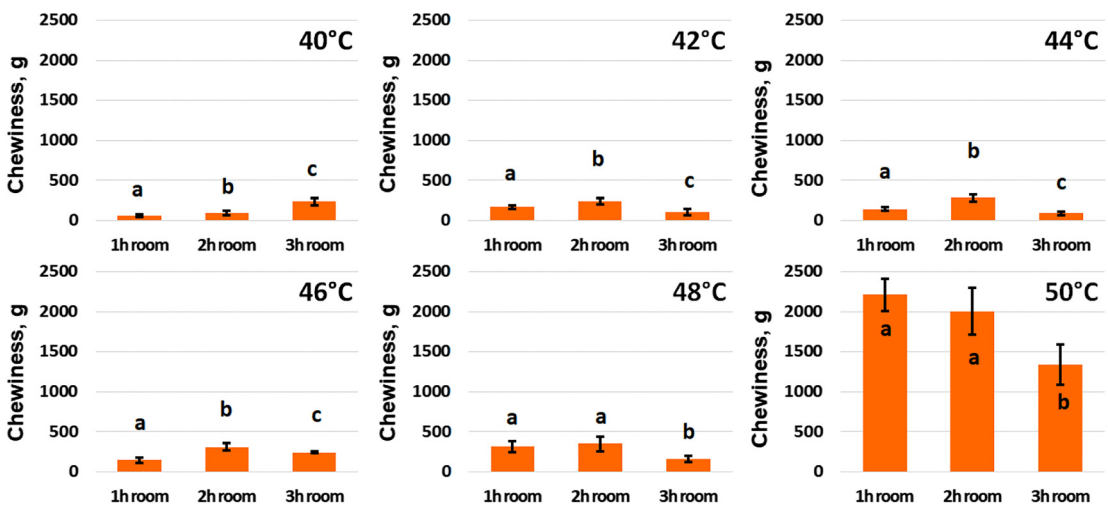 Chewiness, g
2500
2000
1500
1000
500
0
40°C
a
b
c
1h room
2h room
3h room
Chewiness, g
2500
2000
1500
1000
500
0
42°C
a
b
c
1h room
2h room
3h room
Chewiness, g
2500
2000
1500
1000
500
0
44°C
a
b
c
1h room
2h room
3h room
Chewiness, g
2500
2000
1500
1000
500
0
46°C
a
b
c
1h room
2h room
3h room
Chewiness, g
2500
2000
1500
1000
500
0
48°C
a
a
b
1h room
2h room
3h room
Chewiness, g
2500
2000
1500
1000
500
0
50°C
a
a
b
1h room
2h room
3h room